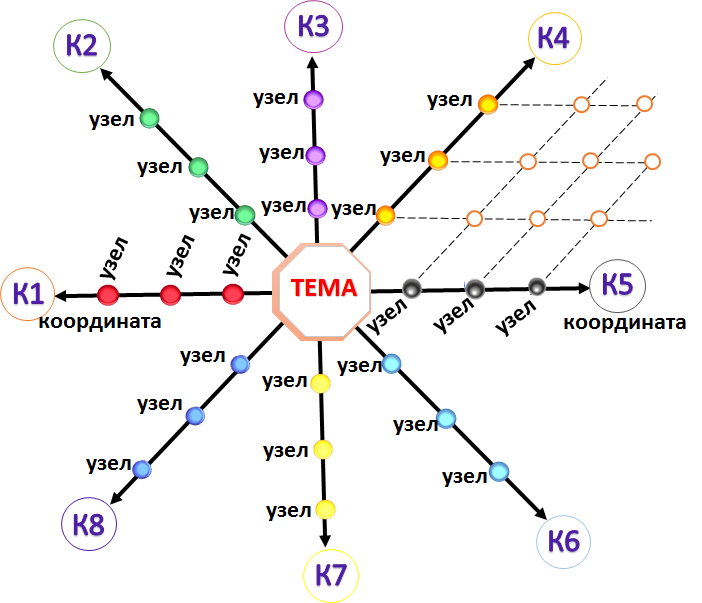 К3
К2
К4
узел
узел
узел
узел
узел
узел
узел
узел
узел
узел
узел
узел
К1
ТЕМА
К5
координата
узел
узел
узел
координата
узел
узел
узел
узел
узел
узел
узел
узел
узел
К8
К6
К7